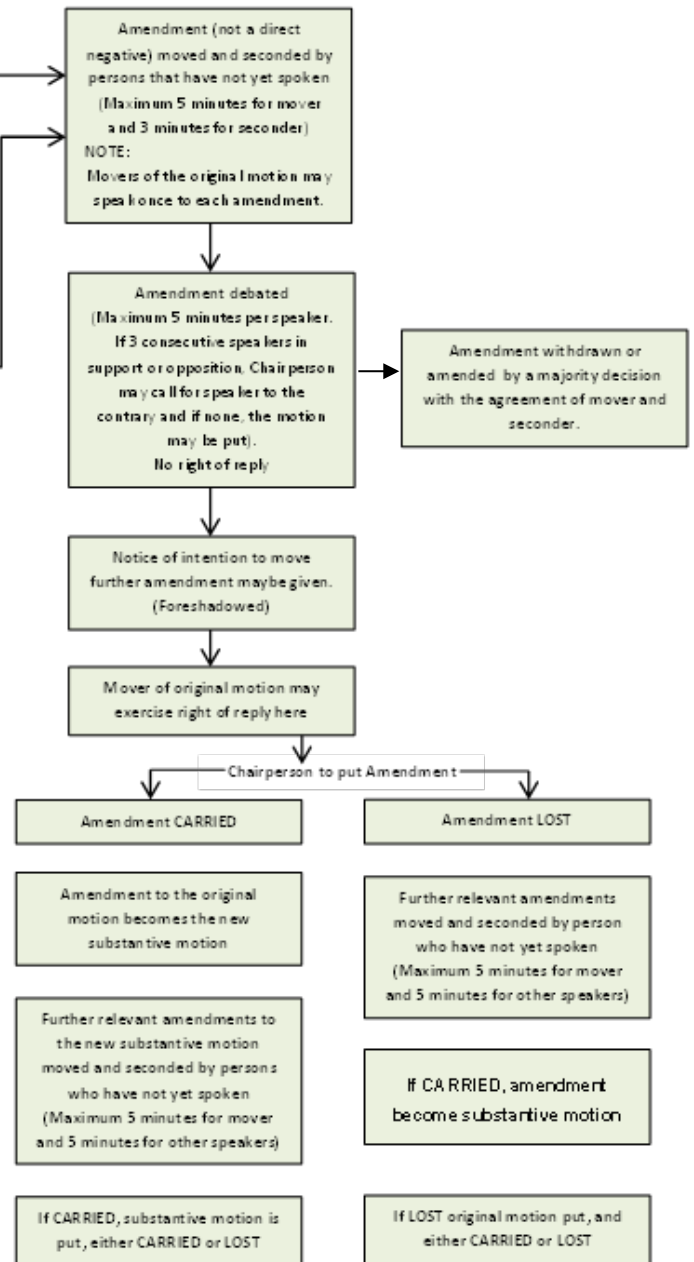 Amendment (not a direct
negative) moved and seconded by
persons that have not yet spoken
(Maximum 5 minutes for mover
and 3 minutes for seconder)
NOTE:
Movers of the original motion may
speak once to each amendment.
Amendment debated
(Maximum 5 minutes per speaker.
If 3 consecutive speakers in
support or opposition, Chairperson
may call for speaker to the
contrary and if none, the motion
may be put).
No right of reply
Amendment withdrawn or
amended by a majority decision
with the agreement of mover and
seconder.
Notice of intention to move
further amendment maybe given.
(Foreshadowed)
Mover of original motion may
exercise right of reply here
Chairperson to put Amendment
Amendment CARRIED
Amendment to the original
motion becomes the new
substantive motion
Further relevant amendments to
the new substantive motion
moved and seconded by persons
who have not yet spoken
(Maximum 5 minutes for mover
and 5 minutes for other speakers)
If CARRIED, substantive motion is
put, either CARRIED or LOST
Amendment LOST
Further relevant amendments
moved and seconded by person
who have not yet spoken
(Maximum 5 minutes for mover
and 5 minutes for other speakers)
If CARRIED, amendment
become substantive motion
If LOST original motion put, and
either CARRIED or LOST